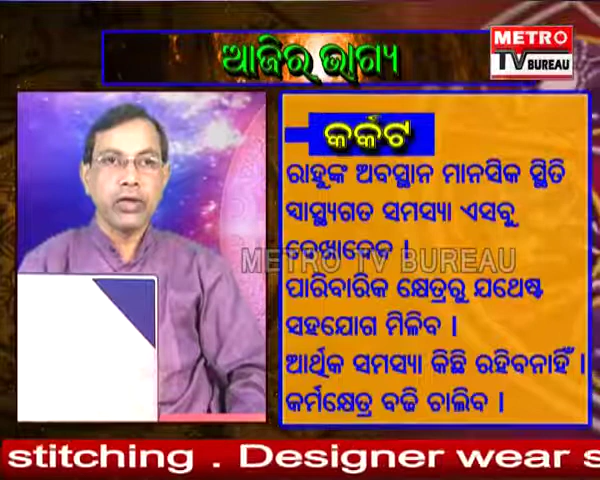 ଆଜିର ଭାଗ୍ୟ
METRO
TV BUREAU
କର୍କଟ
ରାହୁଙ୍କ ଅବସ୍ଥାନ ମାନସିକ ସ୍ଥିତି
ସ୍ୱାସ୍ଥ୍ୟଗତ ସମସ୍ୟା ଏସବୁ
ଦେଖାଦେବ ।
METRO TV BUREAU
ପାରିବାରିକ କ୍ଷେତ୍ରରୁ ଯଥେଷ୍ଟ
ସହଯୋଗ ମିଳିବ ।
ଆର୍ଥିକ ସମସ୍ୟା କିଛି ରହିବନାହିଁ ।
କର୍ମକ୍ଷେତ୍ର ବଢି ଚାଲିବ ।
stitching . Designer wear s